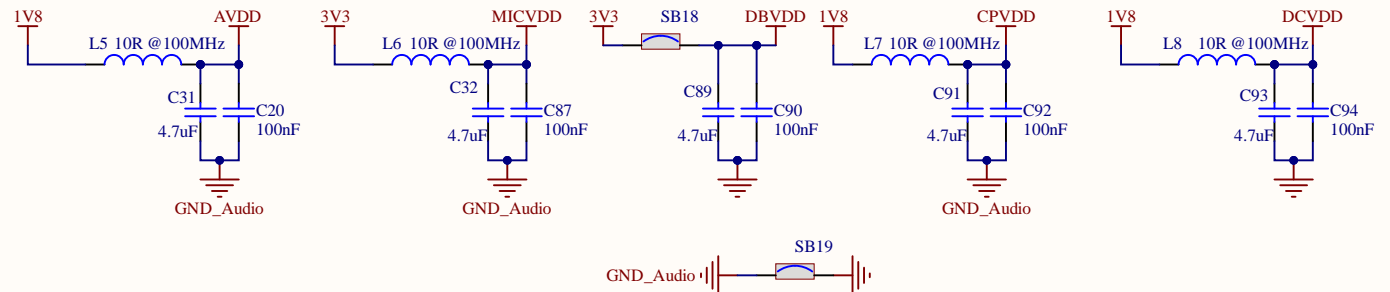 1V8
AVDD
3V3
MICVDD
3V3
SB18
DBVDD
1V8
CPVDD
1V8
DCVDD
L5 10R @100MHz
L6 10R @100MHz
L7 10R @100MHz
L8 10R @100MHz
C31
C20
4.7uF
100nF
C32
C87
4.7uF
100nF
C89
C90
4.7uF
100nF
C91
C92
4.7uF
100nF
C93
C94
4.7uF
100nF
GND_Audio
GND_Audio
GND_Audio
SB19
GND_Audio